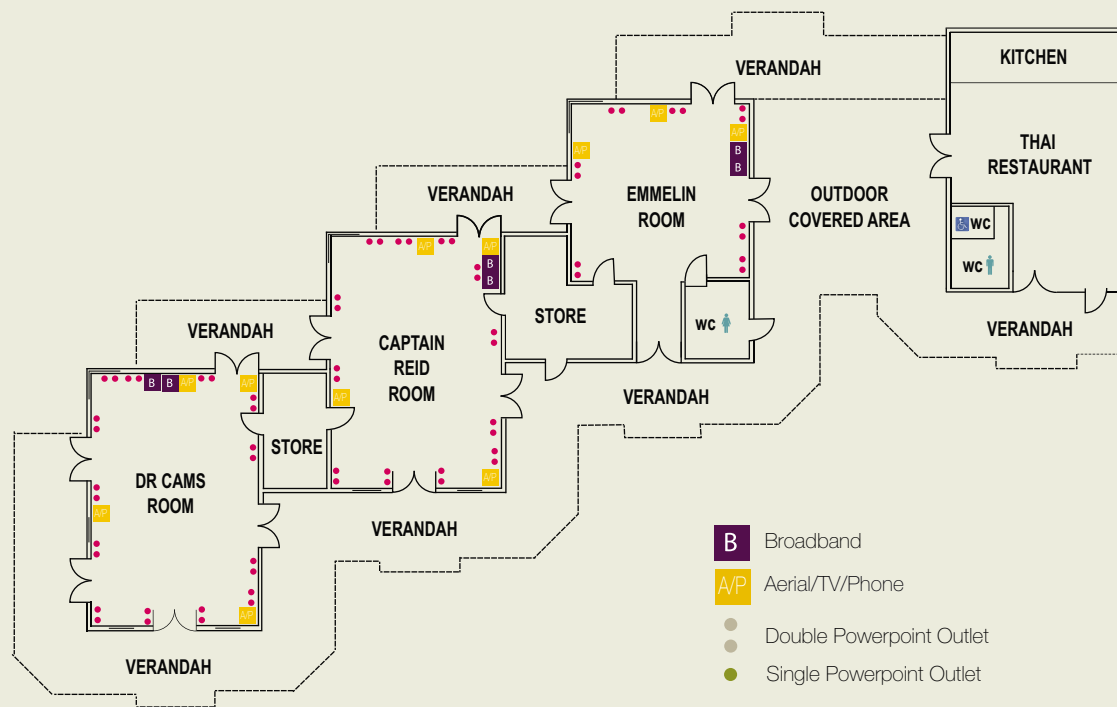 KITCHEN
VERANDAH
THAI
RESTAURANT
A/P
A/P
B
B
A/P
VERANDAH
EMMELIN
ROOM
OUTDOOR
COVERED AREA
WC
WC
A/P
A/P
B
B
STORE
WC
VERANDAH
VERANDAH
CAPTAIN
REID
ROOM
VERANDAH
B
B
A/P
A/P
A/P
STORE
DR CAMS
ROOM
A/P
A/P
VERANDAH
A/P
VERANDAH
B Broadband
A/P Aerial/TV/Phone
Double Powerpoint Outlet
Single Powerpoint Outlet